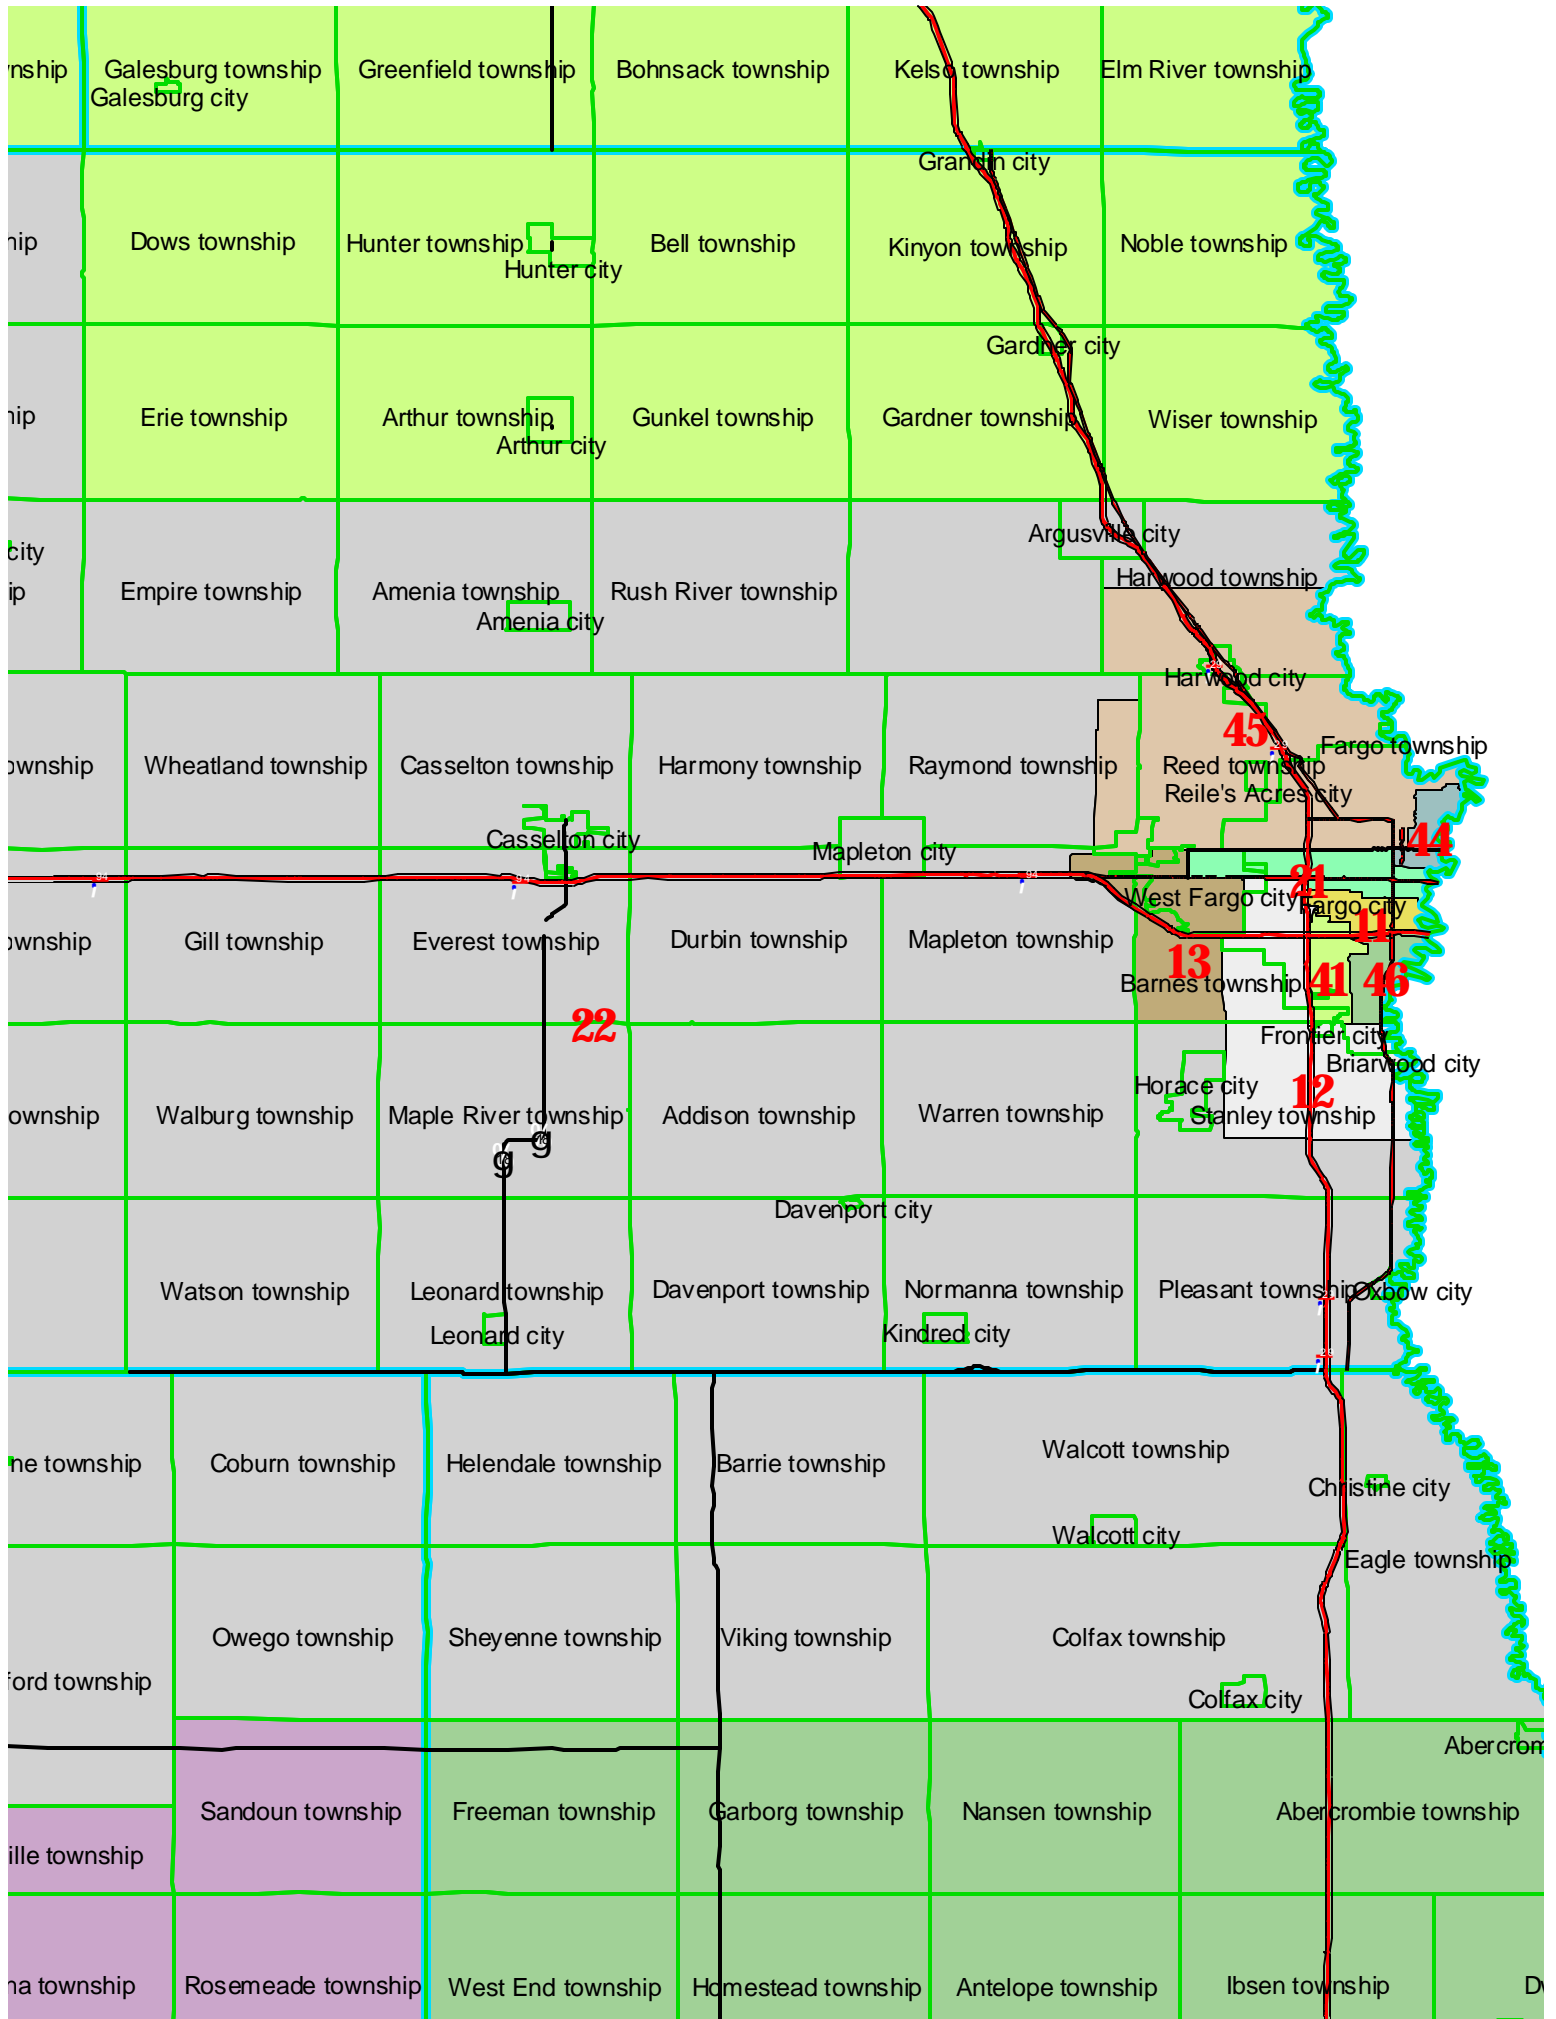 nship
Galesburg township
Greenfield township
Bohnsack township
Kelso township
Elm River township
Galesburg city
Grandin city
nip
Dows township
Hunter township
Bell township
Kinyon township
Noble township
Hunter city
Gardner city
nip
Erie township
Arthur township
Gunkel township
Gardner township
Wiser township
Arthur city
Argusville city
city
Harwood township
ip
Empire township
Amenia township
Rush River township
Amenia city
29
Harwood city
45
29
Fargo township
ownship
Wheatland township
Casselton township
Harmony township
Raymond township
Reed township
Reile's Acres city
Casselton city
Mapleton city
44
94
94
94
21
West Fargo city
Fargo city
11
ownship
Gill township
Everest township
Durbin township
Mapleton township
13
Barnes township
41
46
22
Frontier city
Briarwood city
Horace city
12
ownship
Walburg township
Maple River township
Addison township
Warren township
Stanley township
g
g
Davenport city
Watson township
Leonard township
Davenport township
Normanna township
Pleasant township
Oxbow city
Leonard city
Kindred city
29
ne township
Coburn township
Helendale township
Barrie township
Walcott township
Christine city
Walcott city
Eagle township
Owego township
Sheyenne township
Viking township
Colfax township
ford township
Colfax city
Abercrom
Sandoun township
Freeman township
Garborg township
Nansen township
Abercrombie township
ille township
na township
Rosemeade township
West End township
Homestead township
Antelope township
Ibsen township